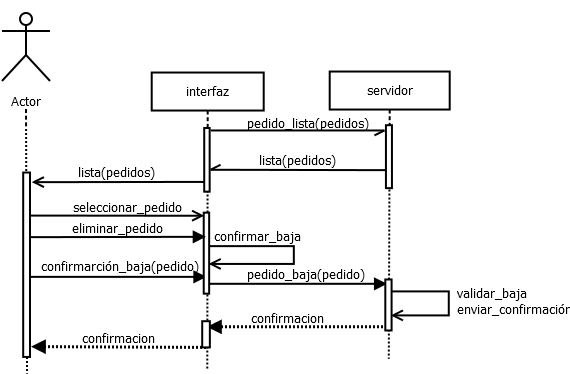 Actor
interfaz
servidor
pedido_lista(pedidos)
lista(pedidos)
lista(pedidos)
seleccionar_pedido
eliminar_pedido
confirmar_baja
confirmarción_baja(pedido)
pedido_baja(pedido)
validar_baja
enviar_confirmación
confirmacion
confirmacion